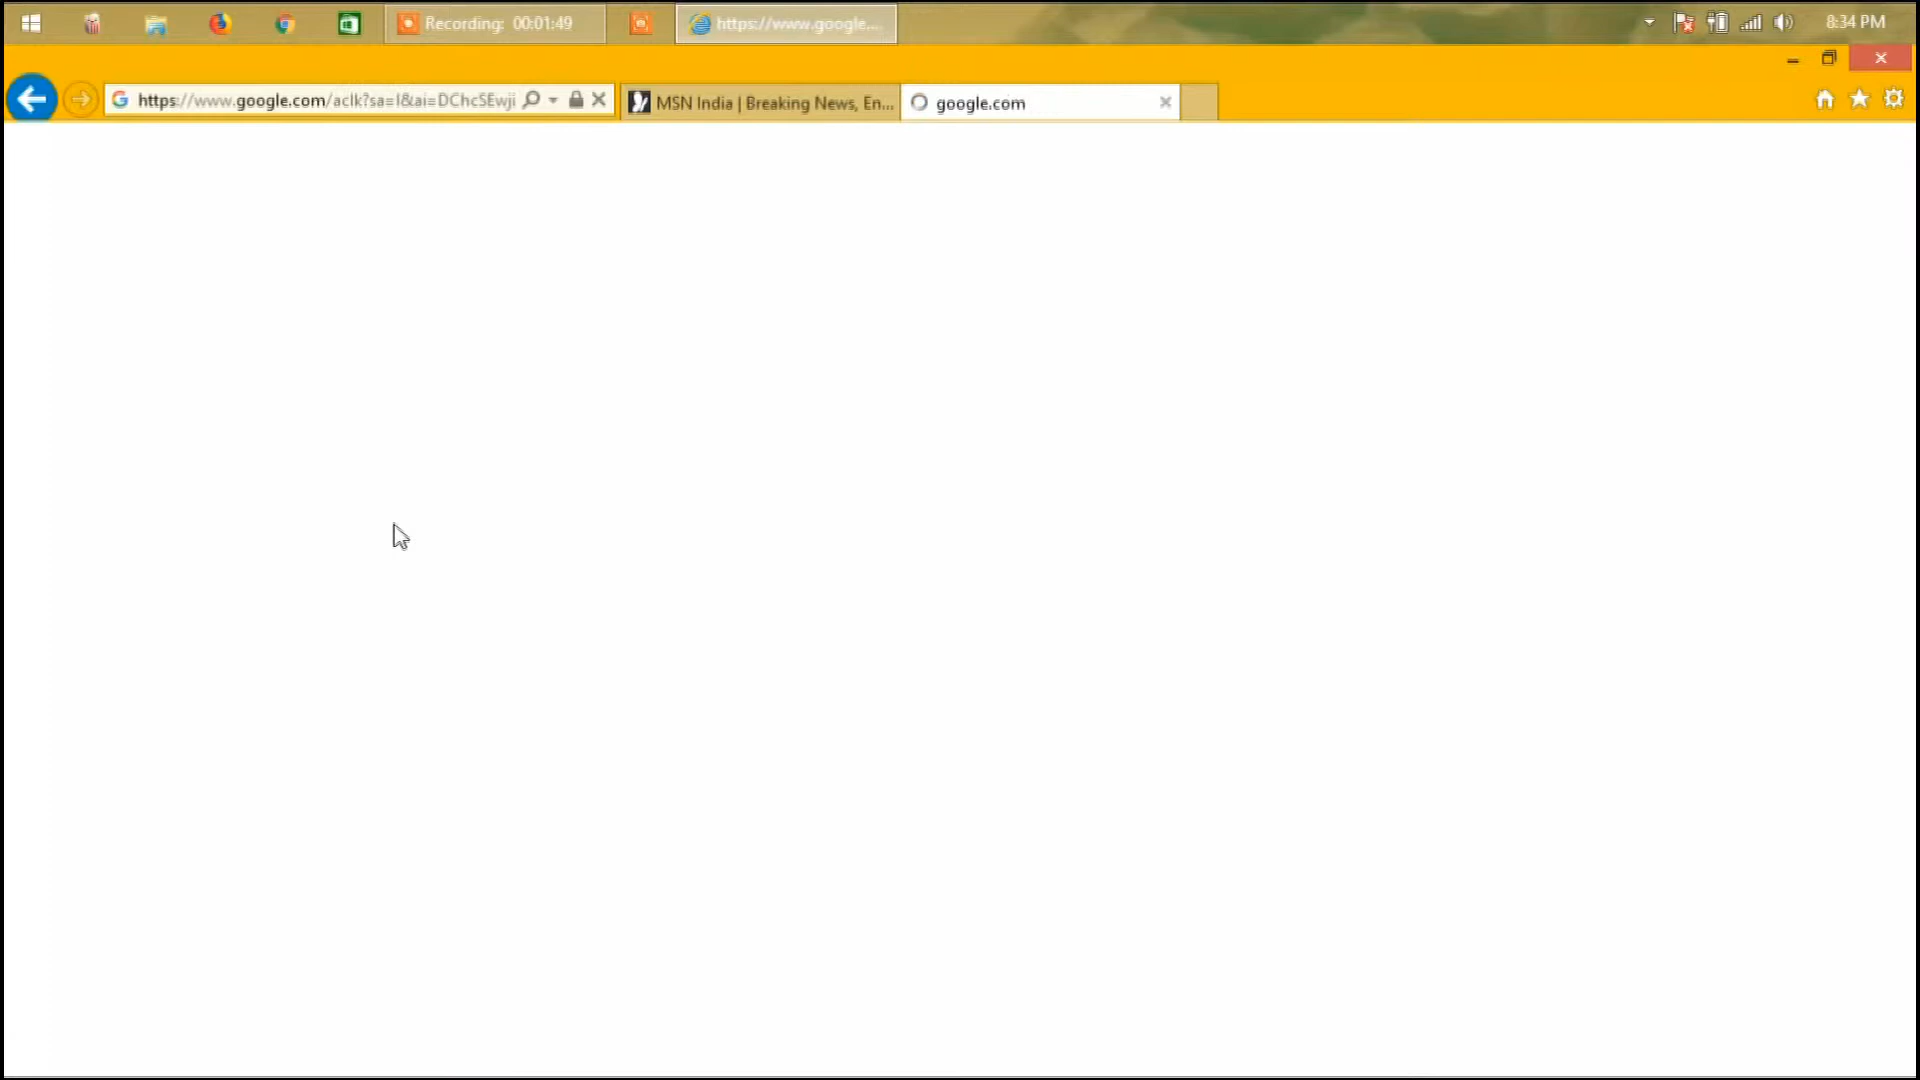 Recording: 00:01:49
https://www.google...
8:34 PM
https://www.google.com/aclk?sa=l&ai=DChcSEwji
MSN India | Breaking News, En...
google.com